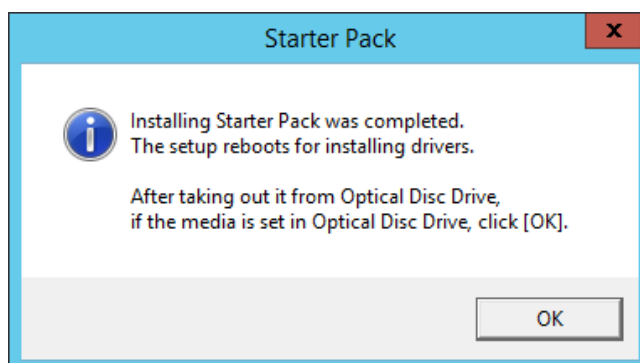 Starter Pack
x
Installing Starter Pack was completed.
The setup reboots for installing drivers.
After taking out it from Optical Disc Drive,
if the media is set in Optical Disc Drive, click [OK].
OK